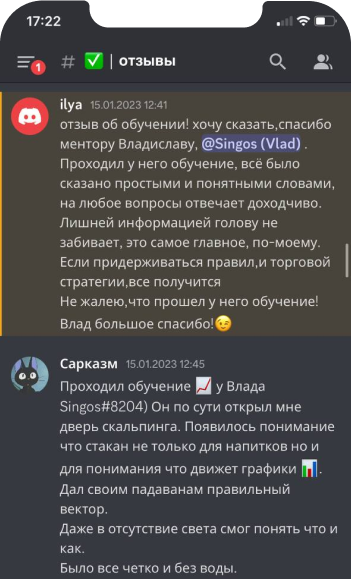 17:22
1
# ✅ | отзывы
ilya 15.01.2023 12:41
отзыв об обучении! хочу сказать,спасибо
ментору Владиславу, @Singos (Vlad) .
Проходил у него обучение, всё было
сказано простыми и понятными словами,
на любое вопросы отвечает доходчиво.
Лишней информацией голову не
забивает, это самое главное, по-моему.
Если придерживаться правил,и торговой
стратегии,все получится
Не жалею,что прошел у него обучение!
Влад большое спасибо!😉
Сарказм 15.01.2023 12:45
Проходил обучение 📈 у Влада
Singos#8204) Он по сути открыл мне
дверь скальпинга. Появилось понимание
что стакан не только для напитков но и
для понимания что движет графики 📊.
Дал своим падаванам правильный
вектор.
Даже в отсутствие света смог понять что и
как.
Было все четко и без воды.